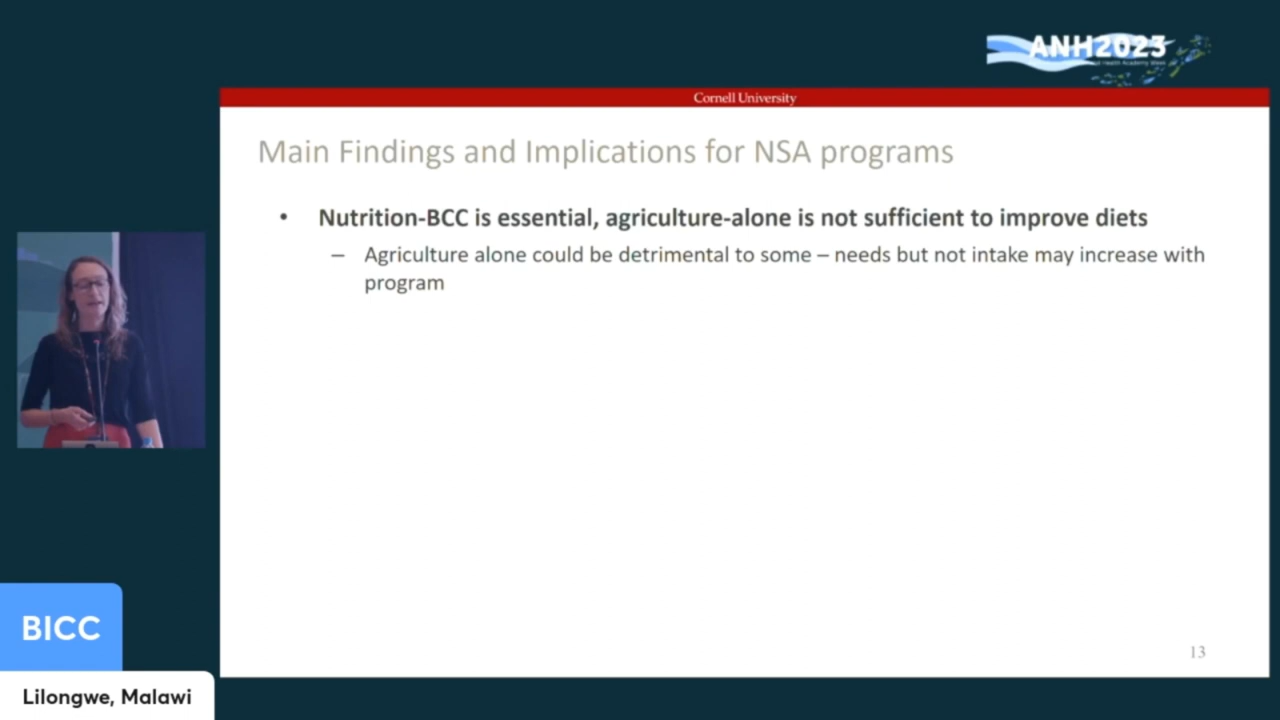 ANH2023
Cornell University
Main Findings and Implications for NSA programs
• Nutrition-BCC is essential, agriculture-alone is not sufficient to improve diets
– Agriculture alone could be detrimental to some – needs but not intake may increase with
program
13
BICC
Lilongwe, Malawi